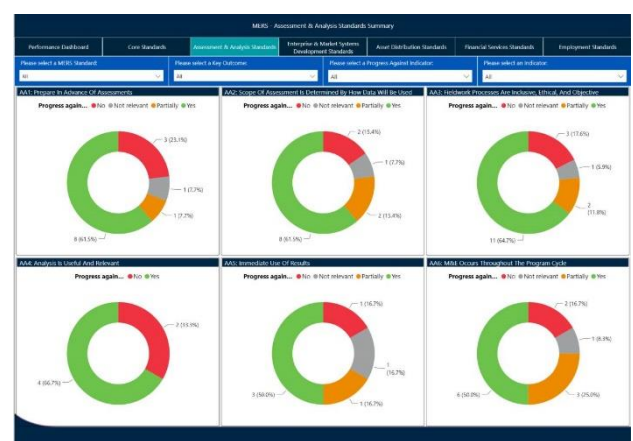 MERS - Assessment & Analysis Standards Summary
Performance Dashboard
Core Standards
Assessment & Analysis Standards
Enterprise & Market Systems
Development Standards
Asset Distribution Standards
Financial Services Standards
Employment Standards
Please select a MERS Standard:
Please select a Key Outcome:
Please select a Progress Against Indicator:
Please select an Indicator:
All
All
All
All
AA1: Prepare In Advance Of Assessments
Progress again... No Not relevant Partially Yes
3 (23.1%)
1 (7.7%)
1 (7.7%)
8 (61.5%)
AA2: Scope Of Assessment Is Determined By How Data Will Be Used
Progress again... No Not relevant Partially Yes
2 (15.4%)
1 (7.7%)
2 (15.4%)
8 (61.5%)
AA3: Fieldwork Processes Are Inclusive, Ethical, And Objective
Progress again... No Not relevant Partially Yes
3 (17.6%)
1 (5.9%)
2
(11.8%)
11 (64.7%)
AA4: Analysis Is Useful And Relevant
Progress again... No Yes
2 (33.3%)
4 (66.7%)
AA5: Immediate Use Of Results
Progress again... No Not relevant Partially Yes
1 (16.7%)
1
(16.7%)
1 (16.7%)
3 (50.0%)
AA6: M&E Occurs Throughout The Program Cycle
Progress again... No Not relevant Partially Yes
2 (16.7%)
1 (8.3%)
3 (25.0%)
6 (50.0%)